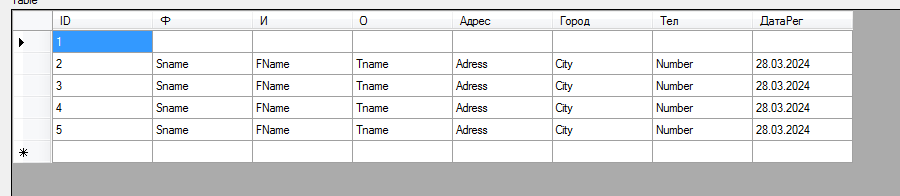 Table
ID Ф И О Адрес Город Тел ДатаРег
1
2 Sname FName Tname Adress City Number 28.03.2024
3 Sname FName Tname Adress City Number 28.03.2024
4 Sname FName Tname Adress City Number 28.03.2024
5 Sname FName Tname Adress City Number 28.03.2024